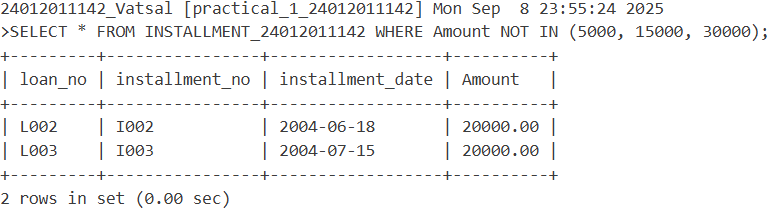 24012011142_Vatsal [practical_1_24012011142] Mon Sep  8 23:55:24 2025
>SELECT * FROM INSTALLMENT_24012011142 WHERE Amount NOT IN (5000, 15000, 30000);
+---------+----------------+------------------+----------+
| loan_no | installment_no | installment_date | Amount   |
+---------+----------------+------------------+----------+
| L002    | I002           | 2004-06-18       | 20000.00 |
| L003    | I003           | 2004-07-15       | 20000.00 |
+---------+----------------+------------------+----------+
2 rows in set (0.00 sec)